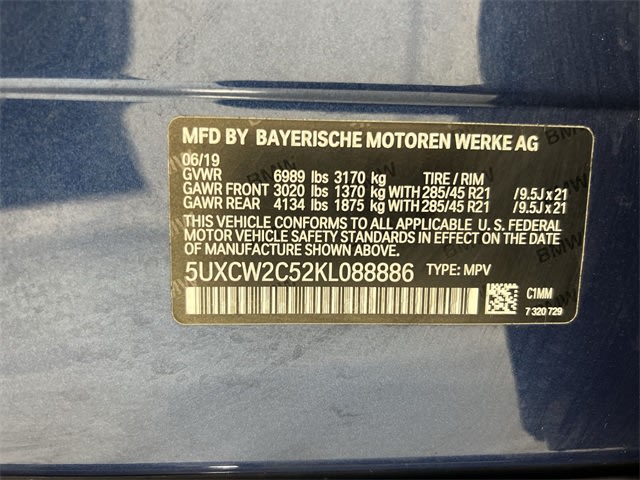 MFD BY BAYERISCHE MOTOREN WERKE AG
06/19
GVWR 6989 lbs 3170 kg TIRE / RIM
GAWR FRONT 3020 lbs 1370 kg WITH 285/45 R21 /9.5J x 21
GAWR REAR 4134 lbs 1875 kg WITH 285/45 R21 /9.5J x 21
THIS VEHICLE CONFORMS TO ALL APPLICABLE U. S. FEDERAL
MOTOR VEHICLE SAFETY STANDARDS IN EFFECT ON THE DATE
OF MANUFACTURE SHOWN ABOVE.
5UXCW2C52KL088886 TYPE: MPV
C1MM
7 320 729
BMW